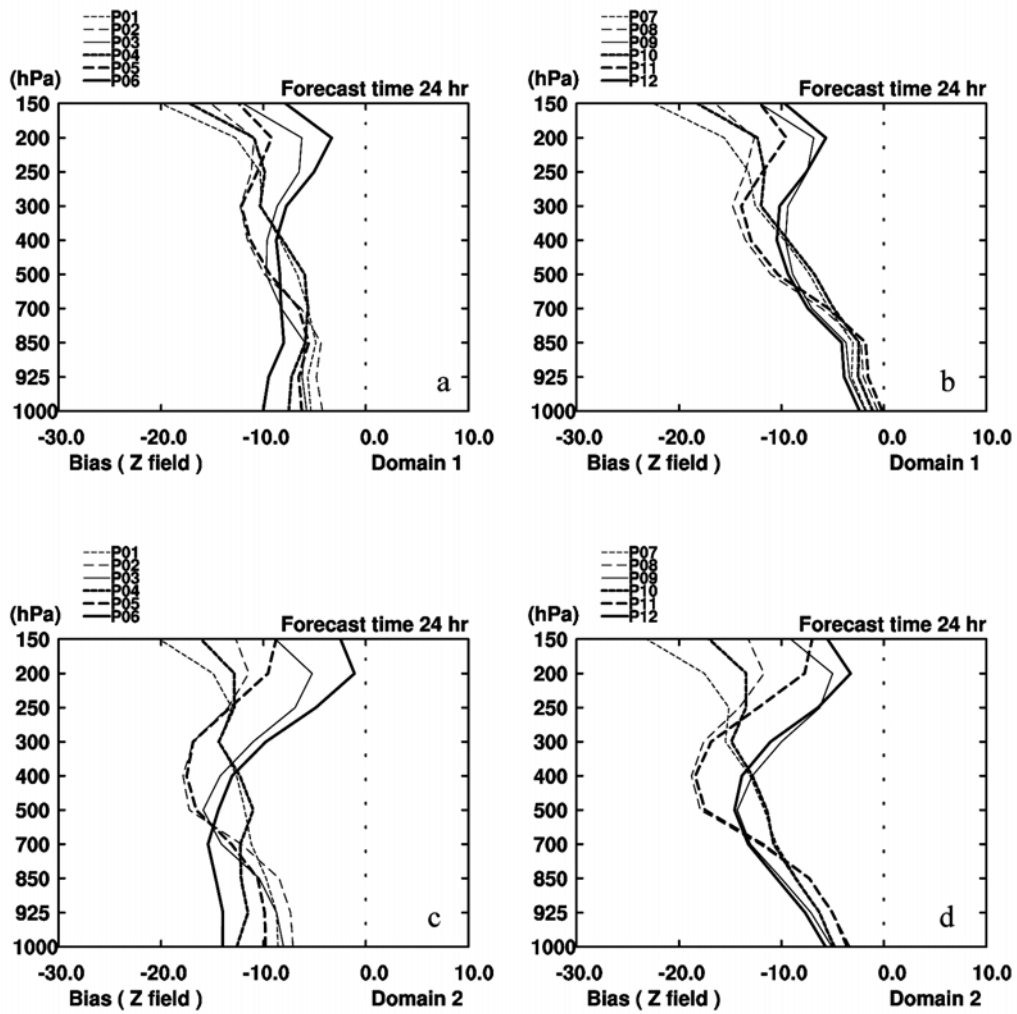 P01
P02
P03
P04
P05
P06
(hPa)
Forecast time 24 hr
150
200
250
300
400
500
700
850
925
1000
a
-30.0 -20.0 -10.0 0.0 10.0
Bias ( Z field ) Domain 1
P07
P08
P09
P10
P11
P12
(hPa)
Forecast time 24 hr
150
200
250
300
400
500
700
850
925
1000
b
-30.0 -20.0 -10.0 0.0 10.0
Bias ( Z field ) Domain 1
P01
P02
P03
P04
P05
P06
(hPa)
Forecast time 24 hr
150
200
250
300
400
500
700
850
925
1000
c
-30.0 -20.0 -10.0 0.0 10.0
Bias ( Z field ) Domain 2
P07
P08
P09
P10
P11
P12
(hPa)
Forecast time 24 hr
150
200
250
300
400
500
700
850
925
1000
d
-30.0 -20.0 -10.0 0.0 10.0
Bias ( Z field ) Domain 2